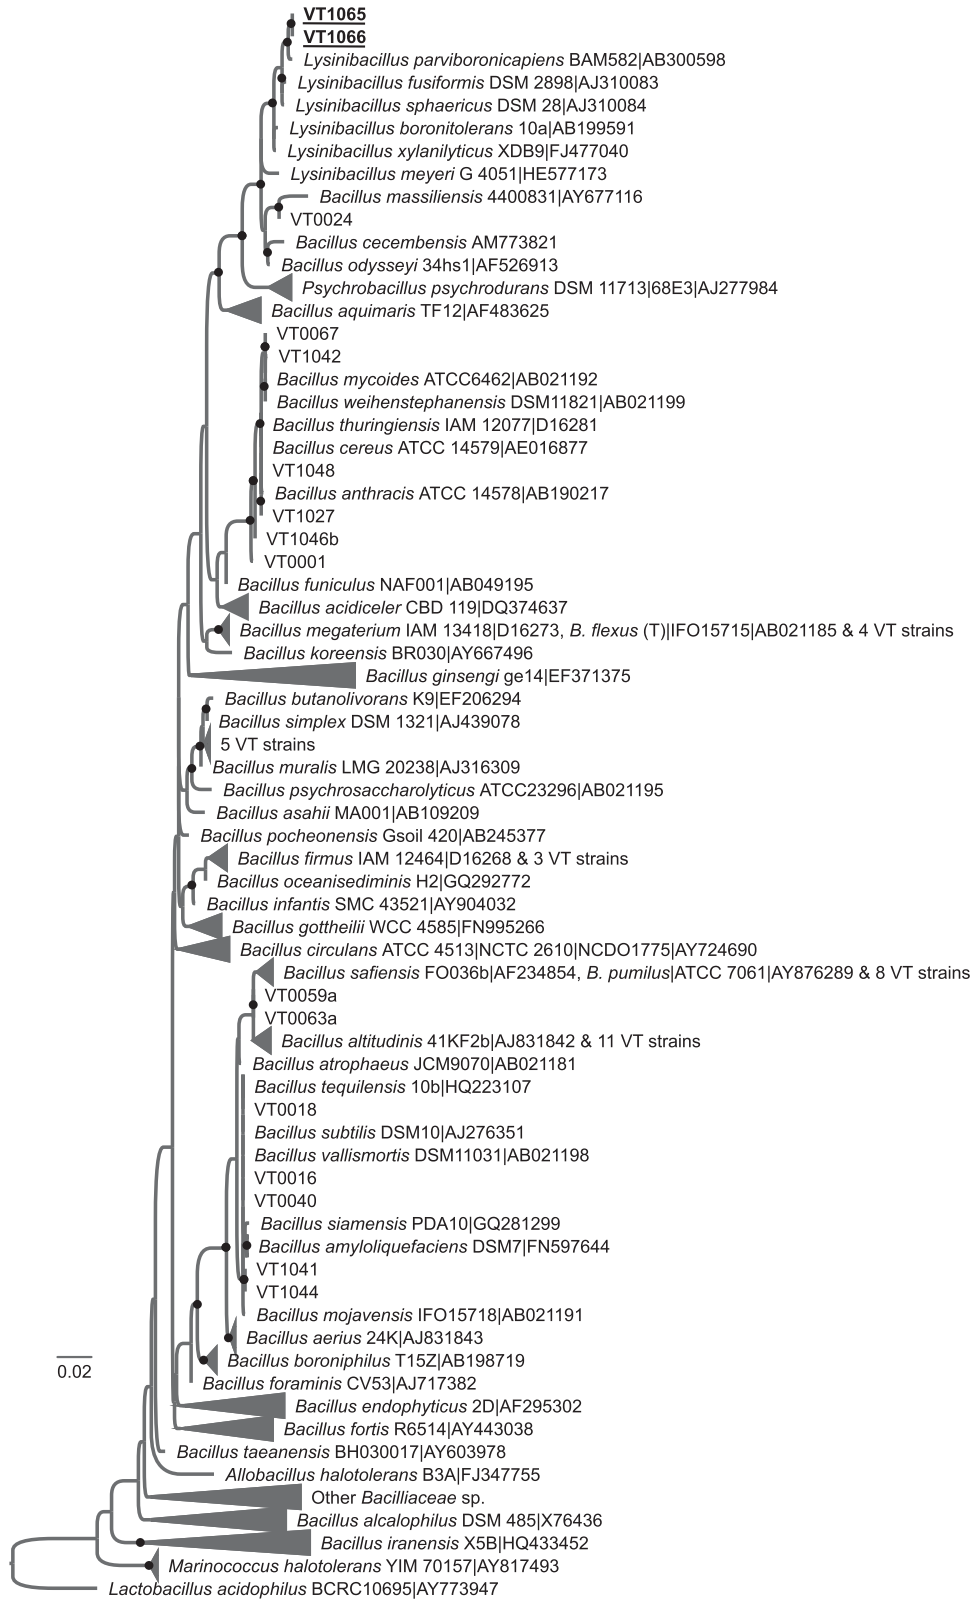 VT1065
VT1066
Lysinibacillus parviboronicapiens BAM582|AB300598
Lysinibacillus fusiformis DSM 2898|AJ310083
Lysinibacillus sphaericus DSM 28|AJ310084
Lysinibacillus boronitolerans 10a|AB199591
Lysinibacillus xylanilyticus XDB9|FJ477040
Lysinibacillus meyeri G 4051|HE577173
Bacillus massiliensis 4400831|AY677116
VT0024
Bacillus cecembensis AM773821
Bacillus odysseyi 34hs1|AF526913
Psychrobacillus psychrodurans DSM 11713|68E3|AJ277984
Bacillus aquimaris TF12|AF483625
VT0067
VT1042
Bacillus mycoides ATCC6462|AB021192
Bacillus weihenstephanensis DSM11821|AB021199
Bacillus thuringiensis IAM 12077|D16281
Bacillus cereus ATCC 14579|AE016877
VT1048
Bacillus anthracis ATCC 14578|AB190217
VT1027
VT1046b
VT0001
Bacillus funiculus NAF001|AB049195
Bacillus acidiceler CBD 119|DQ374637
Bacillus megaterium IAM 13418|D16273, B. flexus (T)|IFO15715|AB021185 & 4 VT strains
Bacillus koreensis BR030|AY667496
Bacillus ginsengi ge14|EF371375
Bacillus butanolivorans K9|EF206294
Bacillus simplex DSM 1321|AJ439078
5 VT strains
Bacillus muralis LMG 20238|AJ316309
Bacillus psychrosaccharolyticus ATCC23296|AB021195
Bacillus asahii MA001|AB109209
Bacillus pocheonensis Gsoil 420|AB245377
Bacillus firmus IAM 12464|D16268 & 3 VT strains
Bacillus oceanisediminis H2|GQ292772
Bacillus infantis SMC 43521|AY904032
Bacillus gottheilii WCC 4585|FN995266
Bacillus circulans ATCC 4513|NCTC 2610|NCDO1775|AY724690
Bacillus safiensis FO036b|AF234854, B. pumilus|ATCC 7061|AY876289 & 8 VT strains
VT0059a
VT0063a
Bacillus altitudinis 41KF2b|AJ831842 & 11 VT strains
Bacillus atrophaeus JCM9070|AB021181
Bacillus tequilensis 10b|HQ223107
VT0018
Bacillus subtilis DSM10|AJ276351
Bacillus vallismortis DSM11031|AB021198
VT0016
VT0040
Bacillus siamensis PDA10|GQ281299
Bacillus amyloliquefaciens DSM7|FN597644
VT1041
VT1044
Bacillus mojavensis IFO15718|AB021191
Bacillus aerius 24K|AJ831843
Bacillus boroniphilus T15Z|AB198719
0.02
Bacillus foraminis CV53|AJ717382
Bacillus endophyticus 2D|AF295302
Bacillus fortis R6514|AY443038
Bacillus taeanensis BH030017|AY603978
Allobacillus halotolerans B3A|FJ347755
Other Bacilliaceae sp.
Bacillus alcalophilus DSM 485|X76436
Bacillus iranensis X5B|HQ433452
Marinococcus halotolerans YIM 70157|AY817493
Lactobacillus acidophilus BCRC10695|AY773947